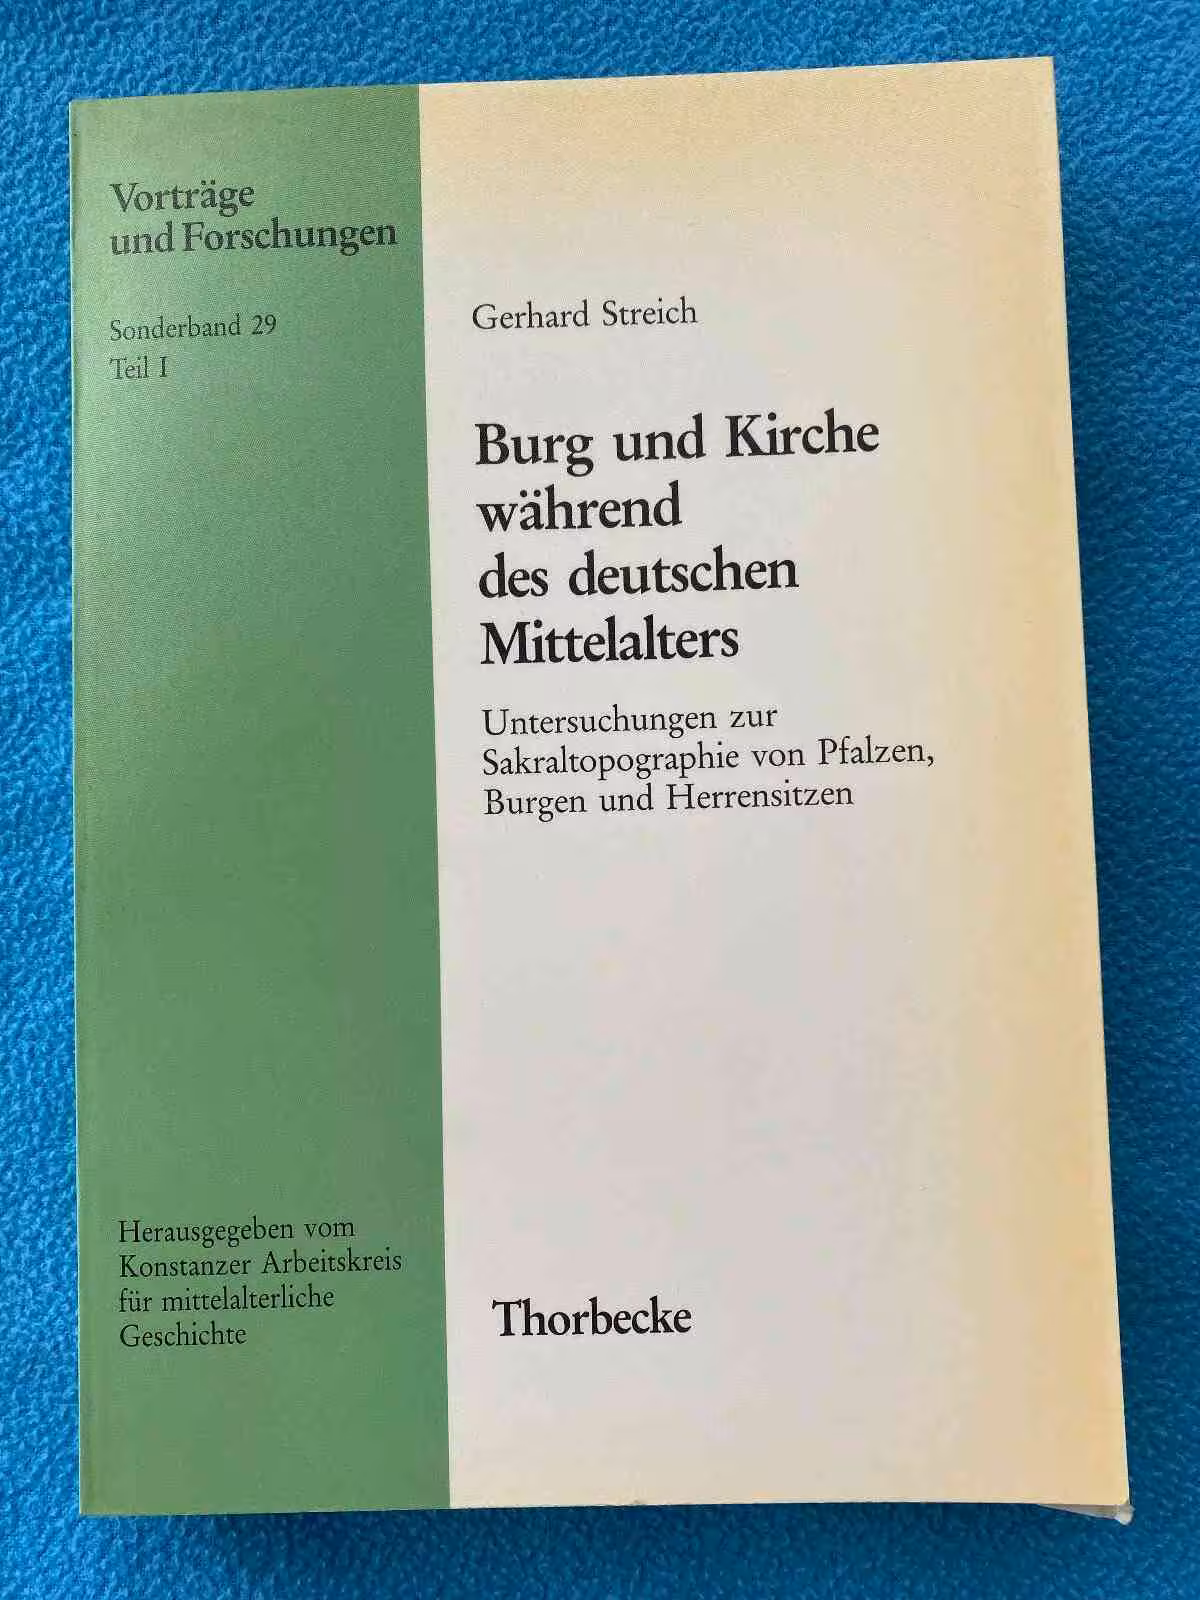 Vorträge
und Forschungen
Sonderband 29
Teil I
Gerhard Streich
Burg und Kirche
während
des deutschen
Mittelalters
Untersuchungen zur
Sakraltopographie von Pfalzen,
Burgen und Herrensitzen
Herausgegeben vom
Konstanzer Arbeitskreis
für mittelalterliche
Geschichte
Thorbecke